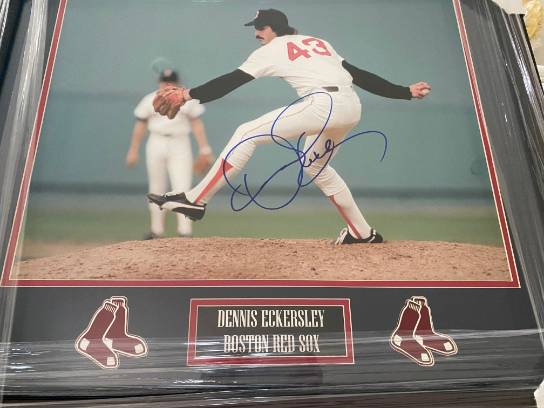 43
DENNIS ECKERSLEY
BOSTON RED SOX